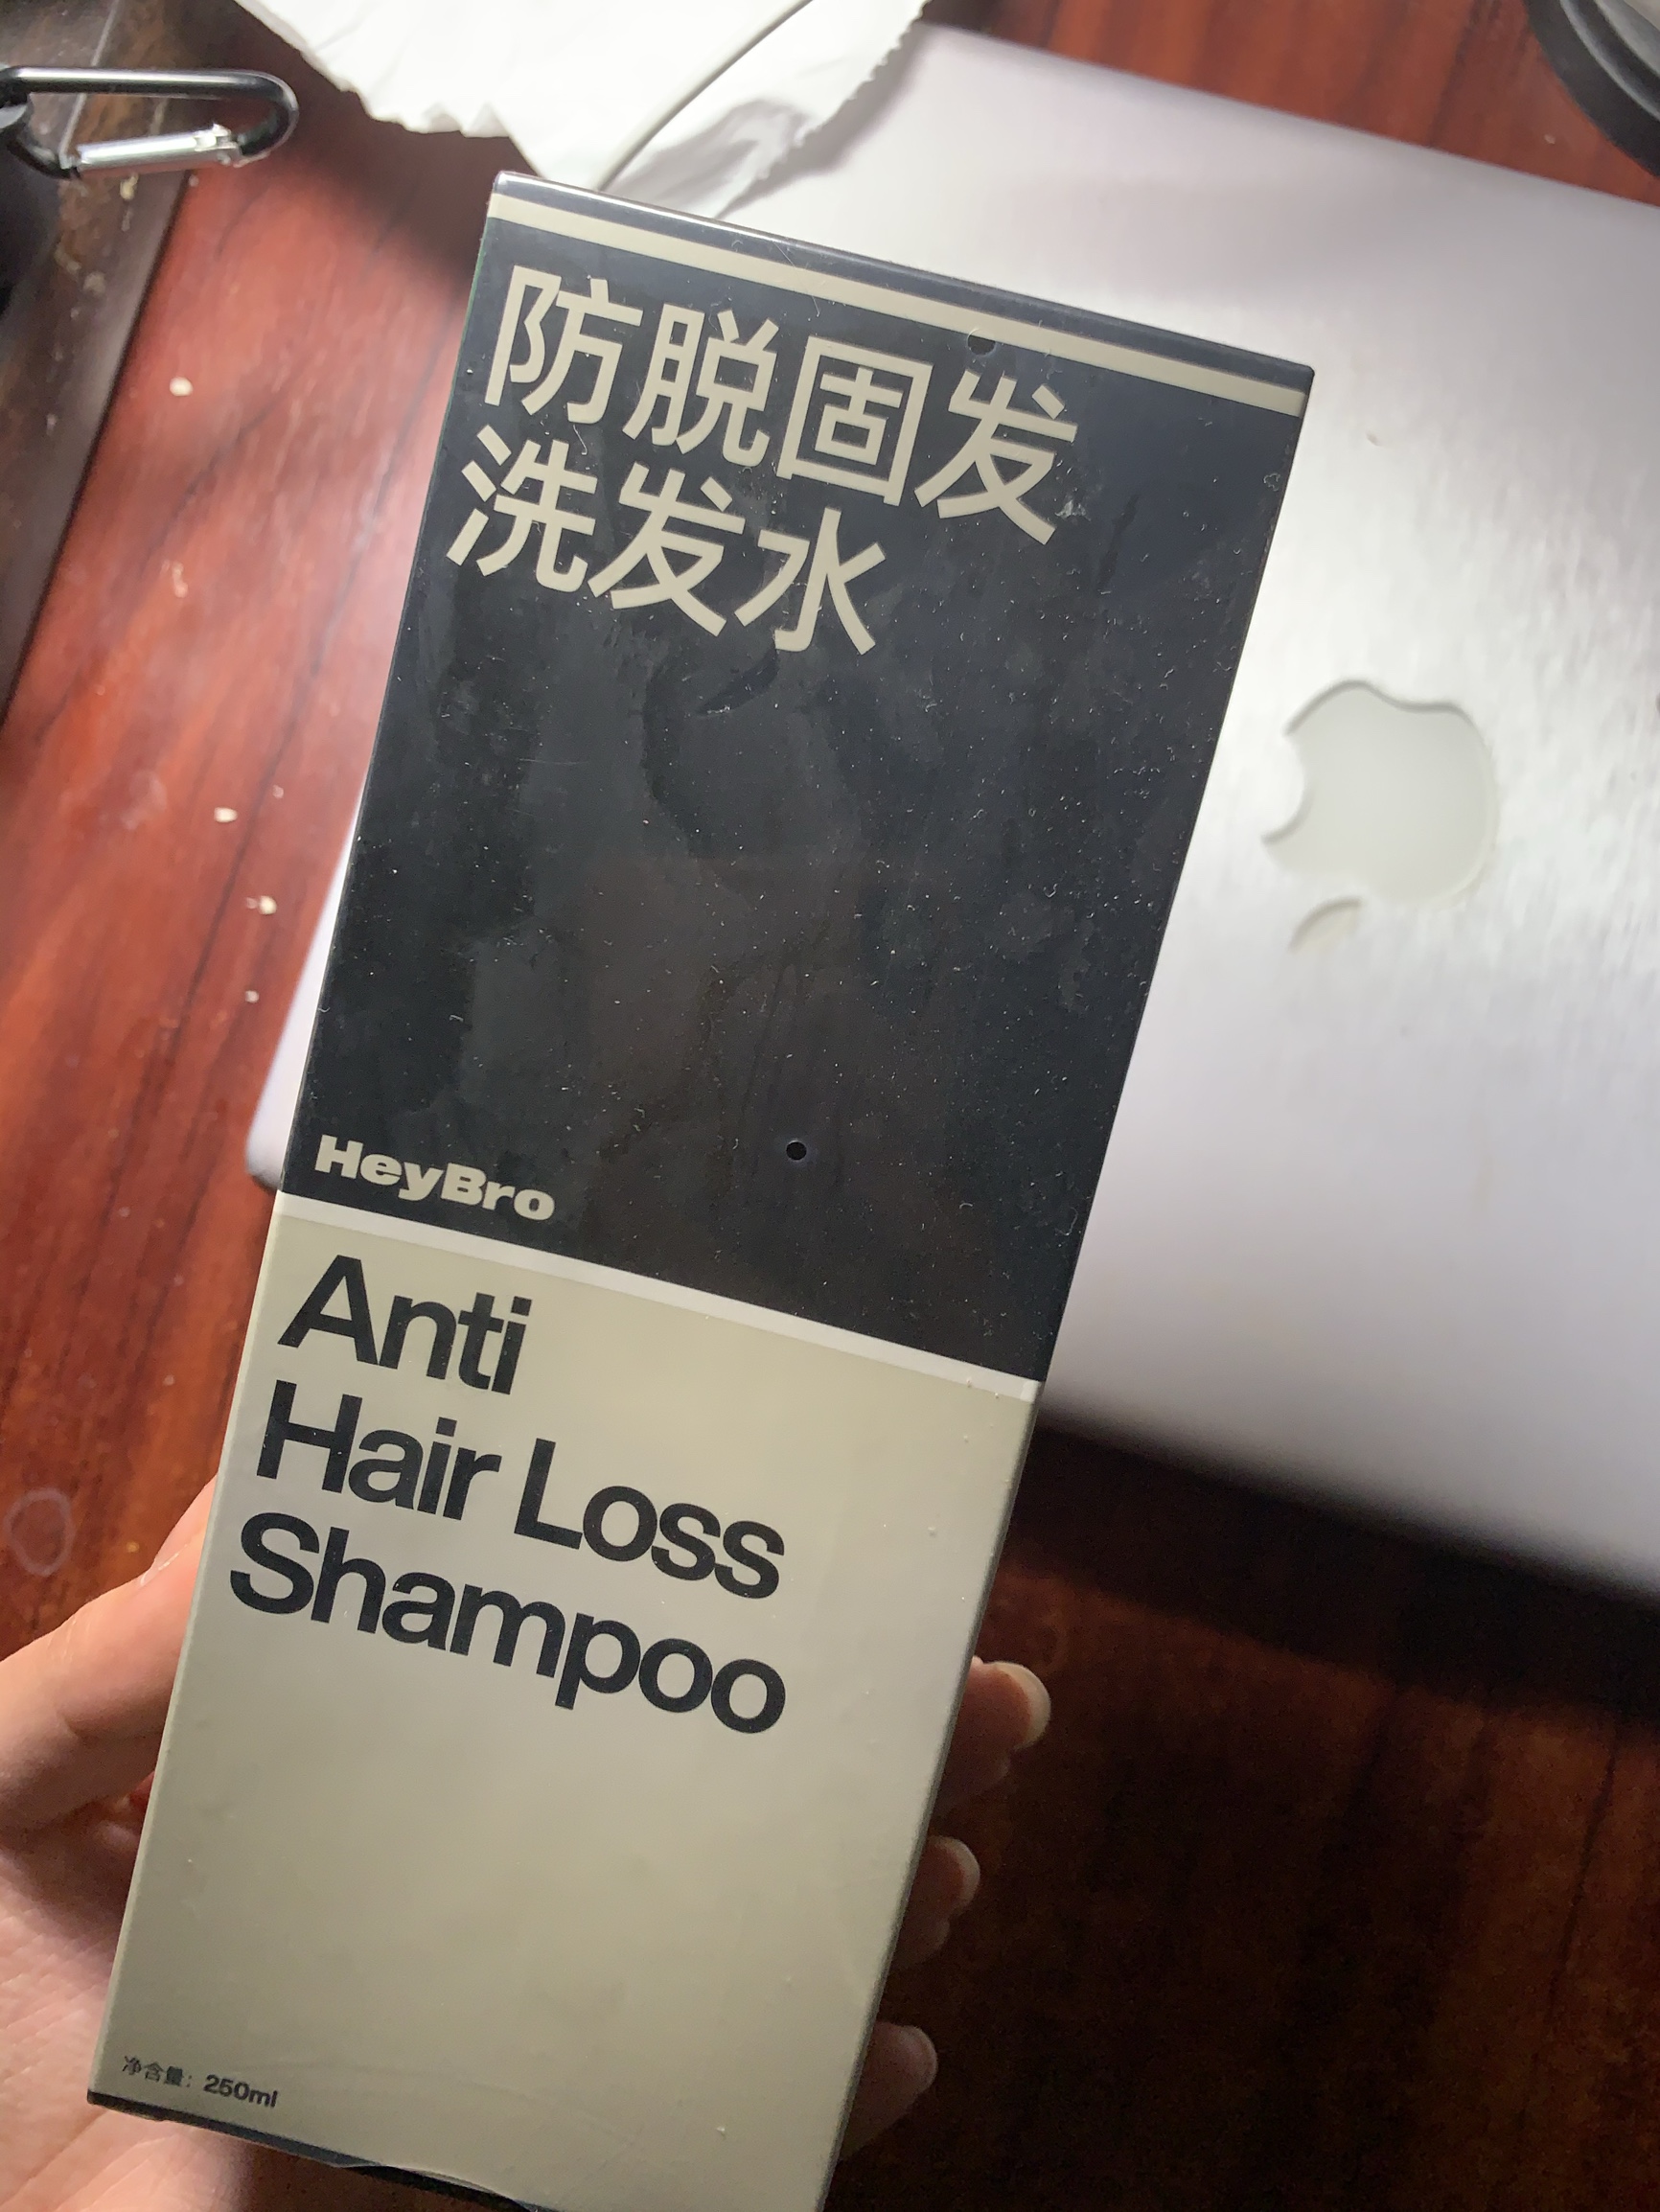 防脱固发
洗发水
HeyBro
Anti
Hair Loss
Shampoo
净含量：250ml